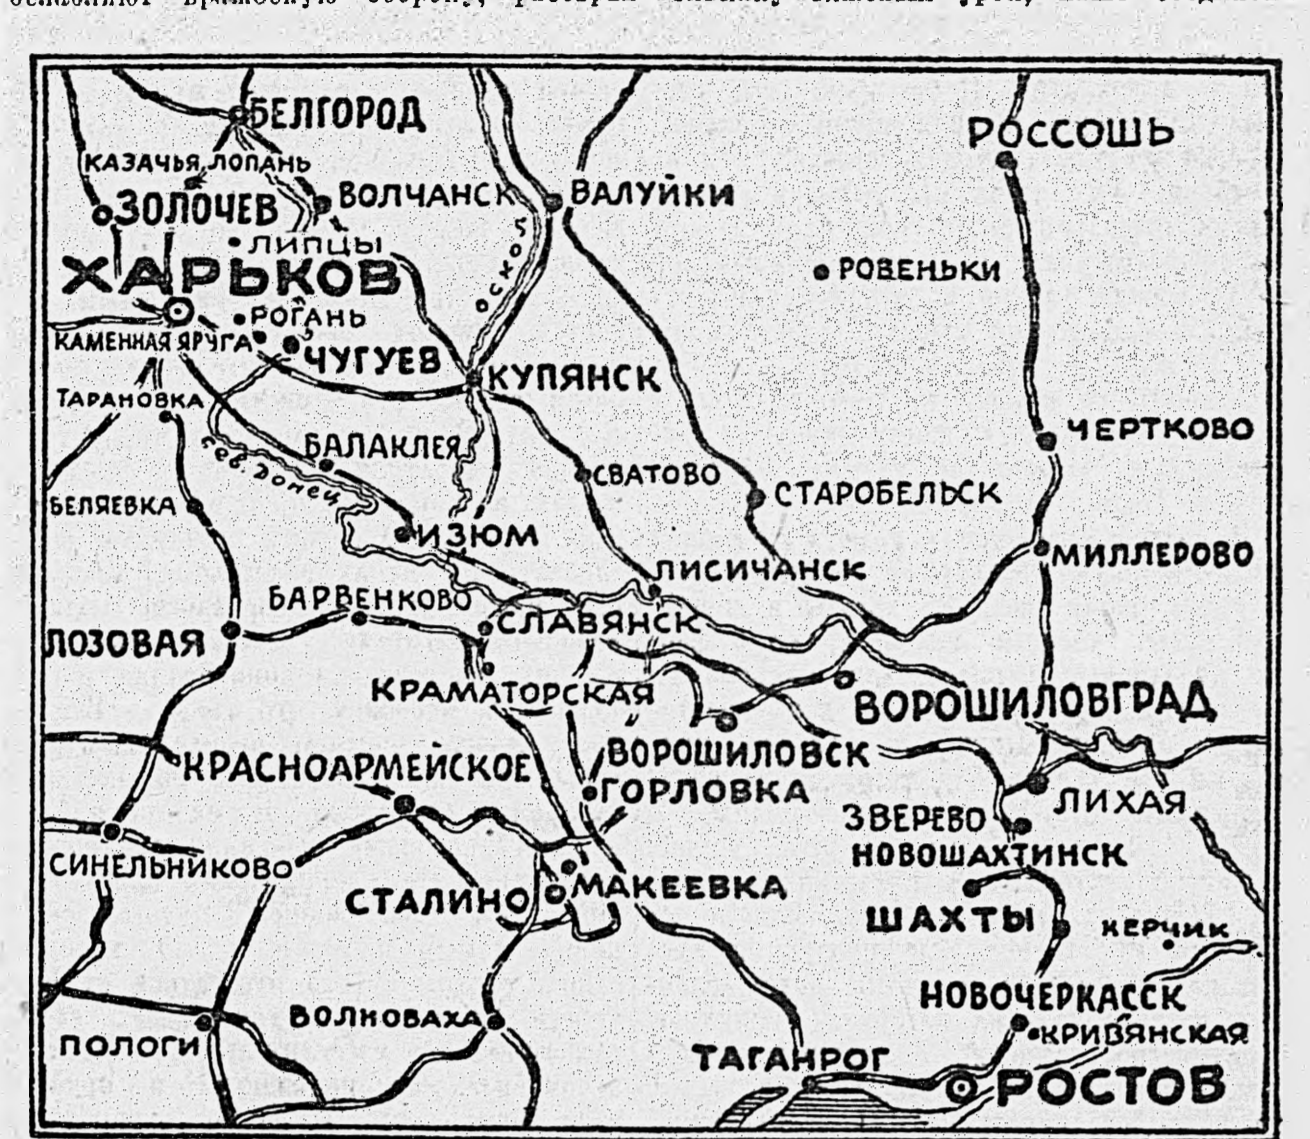 БЕЛГОРОД
РОССОШЬ
КАЗАЧЬЯ ЛОПАНЬ
ЗОЛОЧЕВ
ВОЛЧАНСК
ВАЛУЙКИ
ЛИПЦЫ
ОСКОЛ
РОВЕНЬКИ
ХАРЬКОВ
РОГАНЬ
КАМЕННАЯ ЯРУГА
ЧУГУЕВ
КУПЯНСК
ТАРАНОВКА
ЧЕРТКОВО
БАЛАКЛЕЯ
Сев. Донец
СВАТОВО
СТАРОБЕЛЬСК
БЕЛЯЕВКА
ИЗЮМ
МИЛЛЕРОВО
ЛИСИЧАНСК
БАРВЕНКОВО
СЛАВЯНСК
ЛОЗОВАЯ
КРАМАТОРСКАЯ
ВОРОШИЛОВГРАД
ВОРОШИЛОВСК
КРАСНОАРМЕЙСКОЕ
ГОРЛОВКА
ЛИХАЯ
ЗВЕРЕВО
НОВОШАХТИНСК
СИНЕЛЬНИКОВО
СТАЛИНО
МАКЕЕВКА
ШАХТЫ
КЕРЧИК
НОВОЧЕРКАССК
ВОЛНОВАХА
КРИВЯНСКАЯ
ПОЛОГИ
ТАГАНРОГ
РОСТОВ